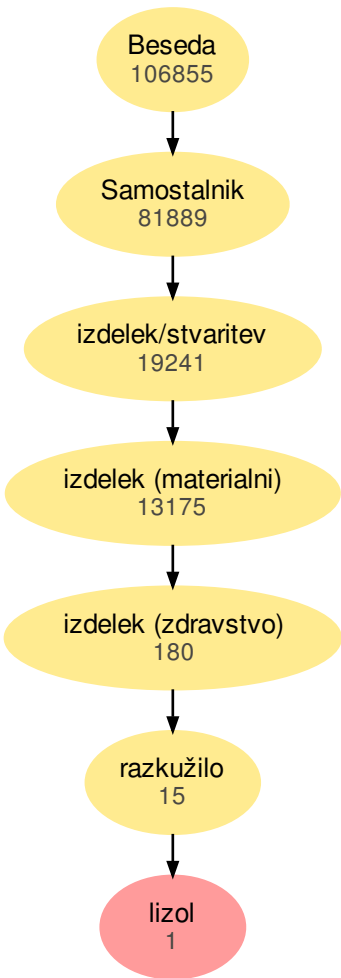 Beseda
106855
Samostalnik
81889
izdelek/stvaritev
19241
izdelek (materialni)
13175
izdelek (zdravstvo)
180
razkužilo
15
lizol
1